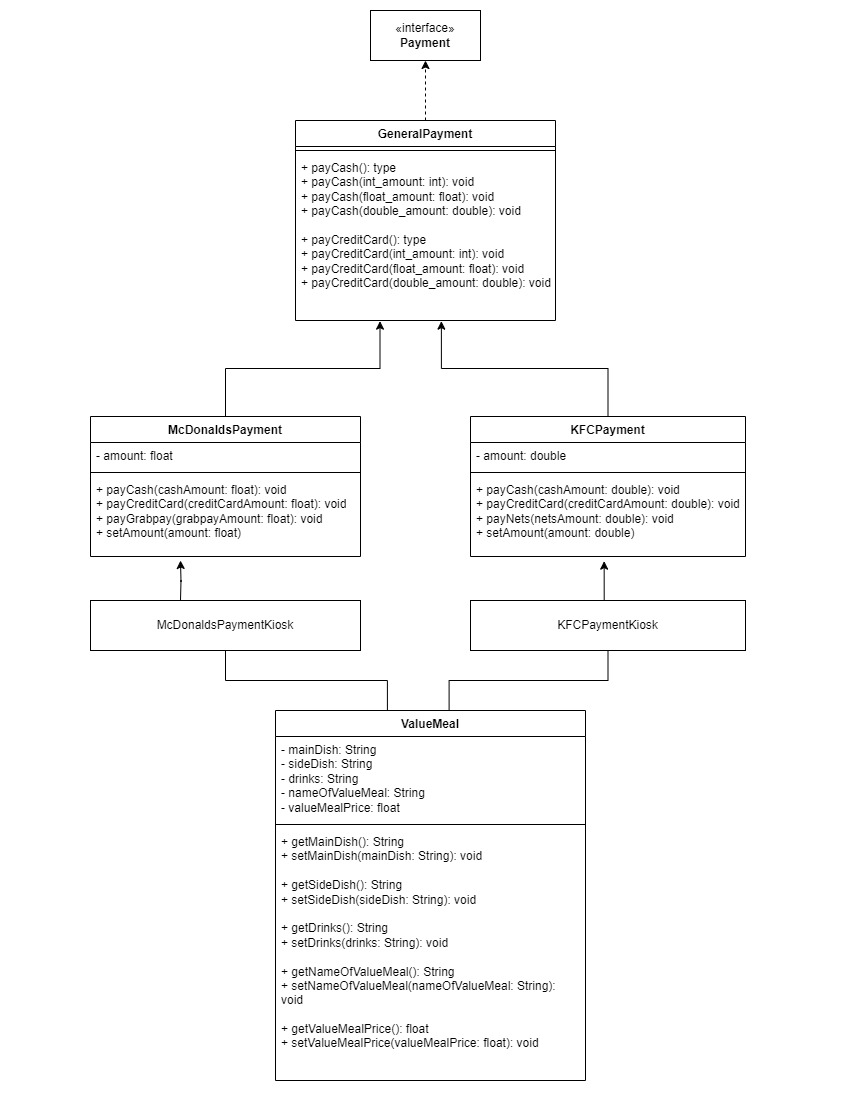 «interface»
Payment
GeneralPayment
+ payCash(): type
+ payCash(int_amount: int): void
+ payCash(float_amount: float): void
+ payCash(double_amount: double): void
+ payCreditCard(): type
+ payCreditCard(int_amount: int): void
+ payCreditCard(float_amount: float): void
+ payCreditCard(double_amount: double): void
McDonaldsPayment
- amount: float
+ payCash(cashAmount: float): void
+ payCreditCard(creditCardAmount: float): void
+ payGrabpay(grabpayAmount: float): void
+ setAmount(amount: float)
KFCPayment
- amount: double
+ payCash(cashAmount: double): void
+ payCreditCard(creditCardAmount: double): void
+ payNets(netsAmount: double): void
+ setAmount(amount: double)
McDonaldsPaymentKiosk
KFCPaymentKiosk
ValueMeal
- mainDish: String
- sideDish: String
- drinks: String
- nameOfValueMeal: String
- valueMealPrice: float
+ getMainDish(): String
+ setMainDish(mainDish: String): void
+ getSideDish(): String
+ setSideDish(sideDish: String): void
+ getDrinks(): String
+ setDrinks(drinks: String): void
+ getNameOfValueMeal(): String
+ setNameOfValueMeal(nameOfValueMeal: String):
void
+ getValueMealPrice(): float
+ setValueMealPrice(valueMealPrice: float): void